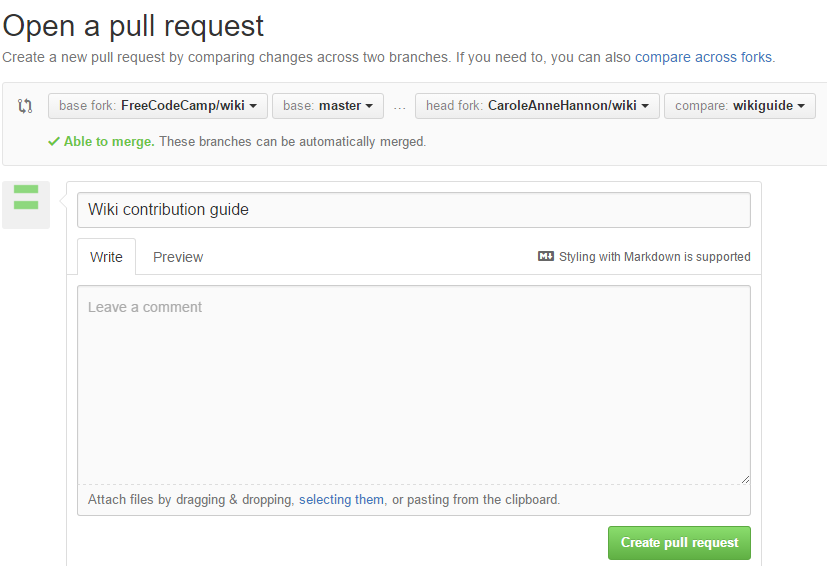 Open a pull request
Create a new pull request by comparing changes across two branches. If you need to, you can also compare across forks.
base fork: FreeCodeCamp/wiki base: master ... head fork: CaroleAnneHannon/wiki compare: wikiguide
Able to merge. These branches can be automatically merged.
Wiki contribution guide
Write Preview Styling with Markdown is supported
Leave a comment
Attach files by dragging & dropping, selecting them, or pasting from the clipboard.
Create pull request